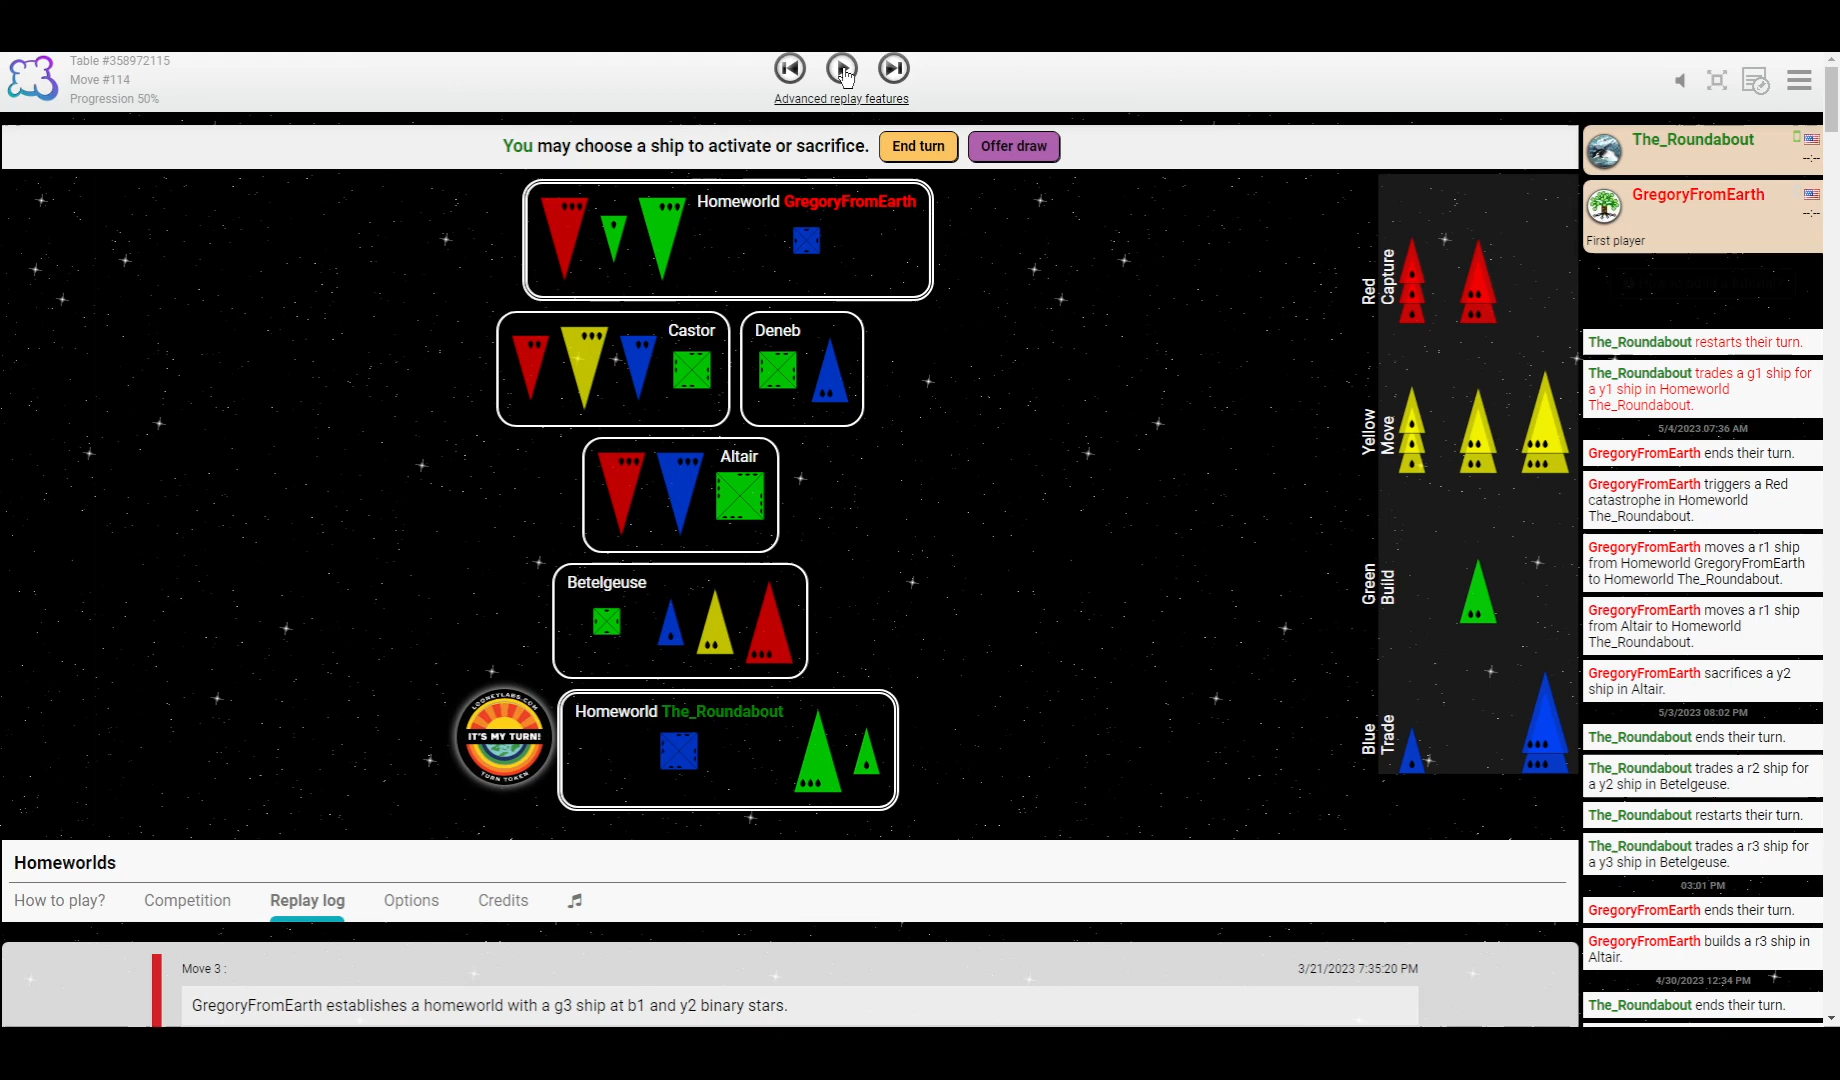 Table #358972115
Move #114
Progression 50%
Advanced replay features
You may choose a ship to activate or sacrifice.
End turn
Offer draw
Homeworld GregoryFromEarth
Castor
Deneb
Altair
Betelgeuse
LOONEYLABS.COM
IT'S MY TURN!
TURN TOKEN
Homeworld The_Roundabout
Red
Capture
Yellow
Move
Green
Build
Blue
Trade
The_Roundabout
--:--
GregoryFromEarth
--:--
First player
The_Roundabout restarts their turn.
The_Roundabout trades a g1 ship for
a y1 ship in Homeworld
The_Roundabout.
5/4/2023 07:36 AM
GregoryFromEarth ends their turn.
GregoryFromEarth triggers a Red
catastrophe in Homeworld
The_Roundabout.
GregoryFromEarth moves a r1 ship
from Homeworld GregoryFromEarth
to Homeworld The_Roundabout.
GregoryFromEarth moves a r1 ship
from Altair to Homeworld
The_Roundabout.
GregoryFromEarth sacrifices a y2
ship in Altair.
5/3/2023 08:02 PM
The_Roundabout ends their turn.
The_Roundabout trades a r2 ship for
a y2 ship in Betelgeuse.
The_Roundabout restarts their turn.
The_Roundabout trades a r3 ship for
a y3 ship in Betelgeuse.
03:01 PM
GregoryFromEarth ends their turn.
GregoryFromEarth builds a r3 ship in
Altair.
4/30/2023 12:34 PM
The_Roundabout ends their turn.
Homeworlds
How to play?
Competition
Replay log
Options
Credits
Move 3 :
3/21/2023 7:35:20 PM
GregoryFromEarth establishes a homeworld with a g3 ship at b1 and y2 binary stars.